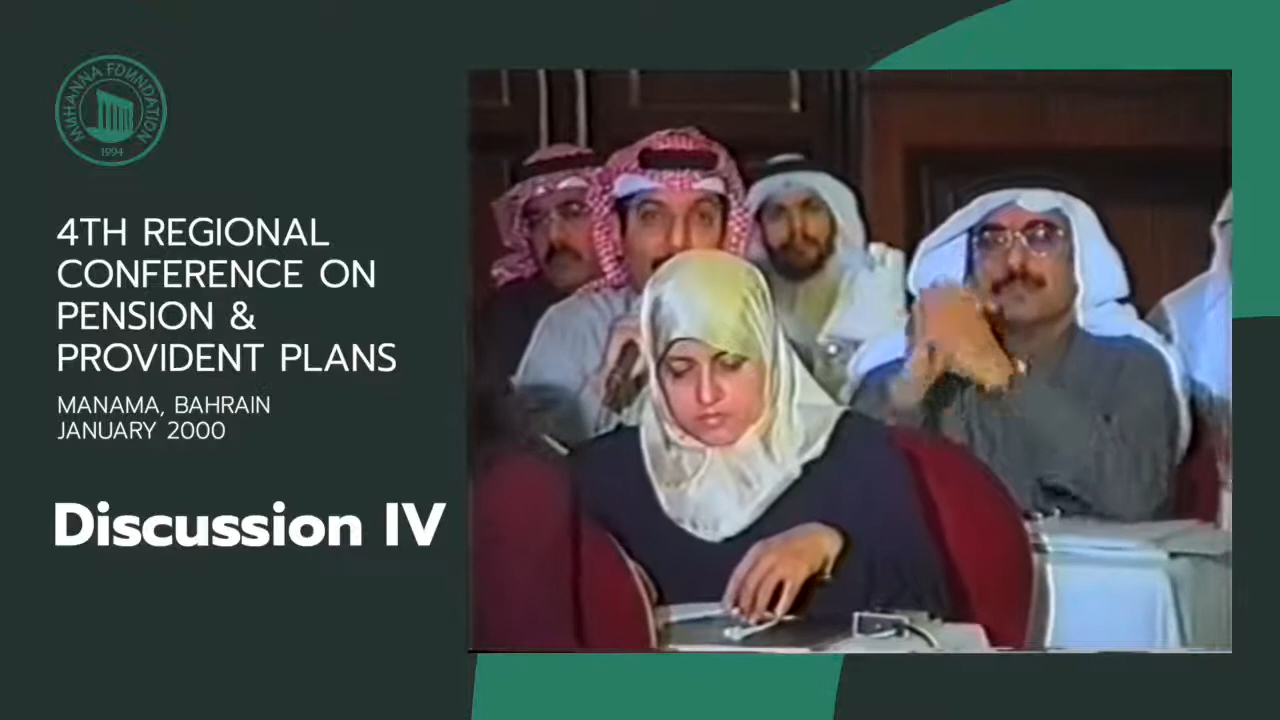 MUHANNA FOUNDATION
1994
4TH REGIONAL
CONFERENCE ON
PENSION &
PROVIDENT PLANS
MANAMA, BAHRAIN
JANUARY 2000
Discussion IV